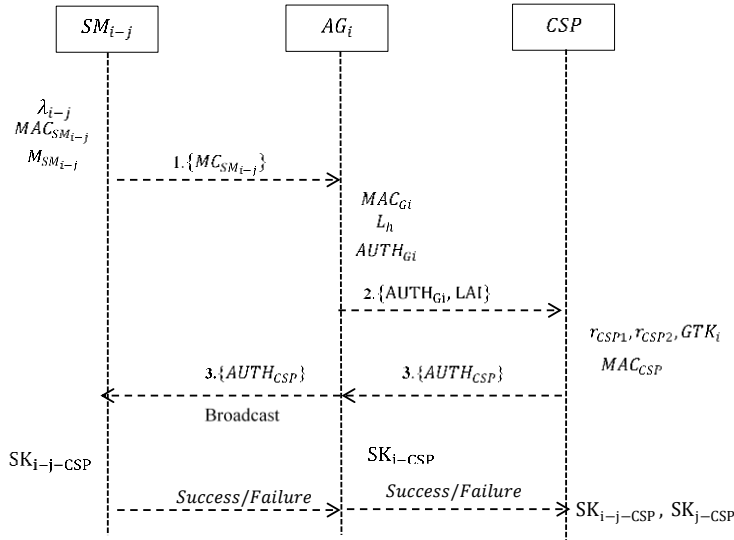 SM_{i−j} AG_i CSP
λ_{i−j}
MAC_{SM_{i−j}}
M_{SM_{i−j}}
1.{MC_{SM_{i−j}}}
MAC_{Gi}
L_h
AUTH_{Gi}
2.{AUTH_{Gi}, LAI}
r_{CSP1}, r_{CSP2}, GTK_i
MAC_{CSP}
3.{AUTH_{CSP}} 3.{AUTH_{CSP}}
Broadcast
SK_{i−j−CSP} SK_{j−CSP}
Success/Failure Success/Failure
SK_{i−j−CSP} , SK_{j−CSP}